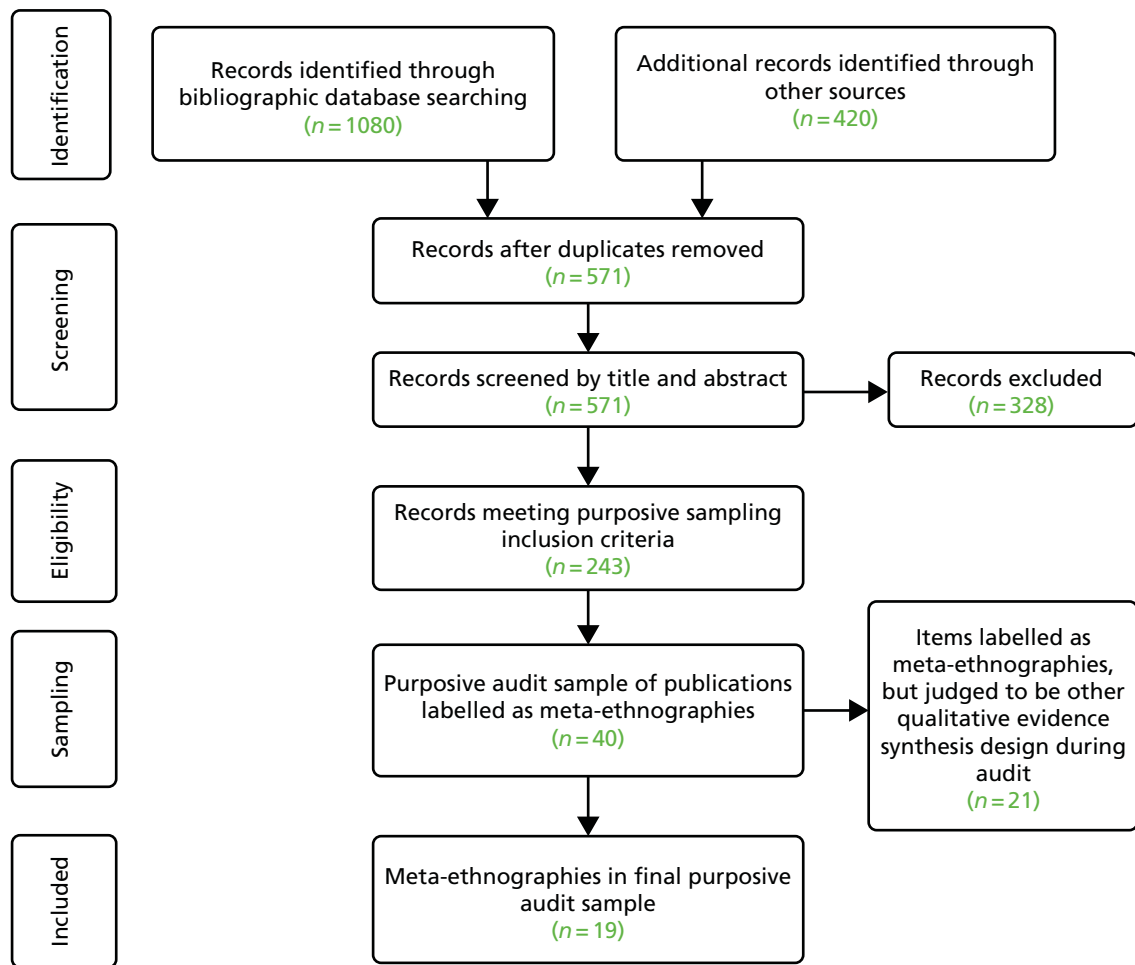 Identification
Records identified through
bibliographic database searching
(n=1080)
Additional records identified through
other sources
(n=420)
Screening
Records after duplicates removed
(n=571)
Records screened by title and abstract
(n=571)
Records excluded
(n=328)
Eligibility
Records meeting purposive sampling
inclusion criteria
(n=243)
Sampling
Purposive audit sample of publications
labelled as meta-ethnographies
(n=40)
Items labelled as
meta-ethnographies,
but judged to be other
qualitative evidence
synthesis design during
audit
(n=21)
Included
Meta-ethnographies in final purposive
audit sample
(n=19)